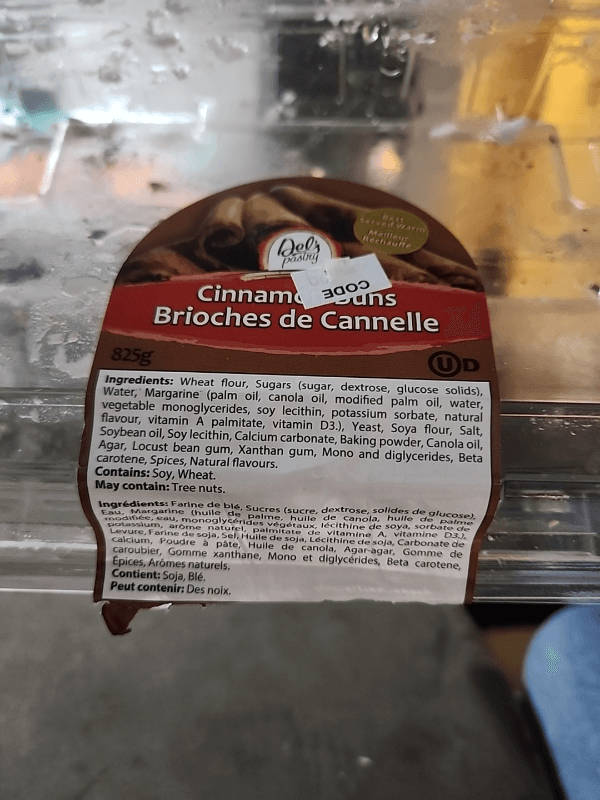 Best
Served Warm
Meilleur
Réchauffé
Del's
pastry
CODE
Cinnamo uns
Brioches de Cannelle
825g
U D
Ingredients: Wheat flour, Sugars (sugar, dextrose, glucose solids),
Water, Margarine (palm oil, canola oil, modified palm oil, water,
vegetable monoglycerides, soy lecithin, potassium sorbate, natural
flavour, vitamin A palmitate, vitamin D3.), Yeast, Soya flour, Salt,
Soybean oil, Soy lecithin, Calcium carbonate, Baking powder, Canola oil,
Agar, Locust bean gum, Xanthan gum, Mono and diglycerides, Beta
carotene, Spices, Natural flavours.
Contains: Soy, Wheat.
May contain: Tree nuts.
Ingrédients: Farine de blé, Sucres (sucre, dextrose, solides de glucose),
Eau, Margarine (huile de palme, huile de canola, huile de palme
modifiée, eau, monoglycérides végétaux, lécithine de soya, sorbate de
potassium, arôme naturel, palmitate de vitamine A, vitamine D3.),
Levure, Farine de soja, Sel, Huile de soja, Lécithine de soja, Carbonate de
calcium, Poudre à pâte, Huile de canola, Agar-agar, Gomme de
caroubier, Gomme xanthane, Mono et diglycérides, Beta carotene,
Épices, Arômes naturels.
Contient: Soja, Blé.
Peut contenir: Des noix.